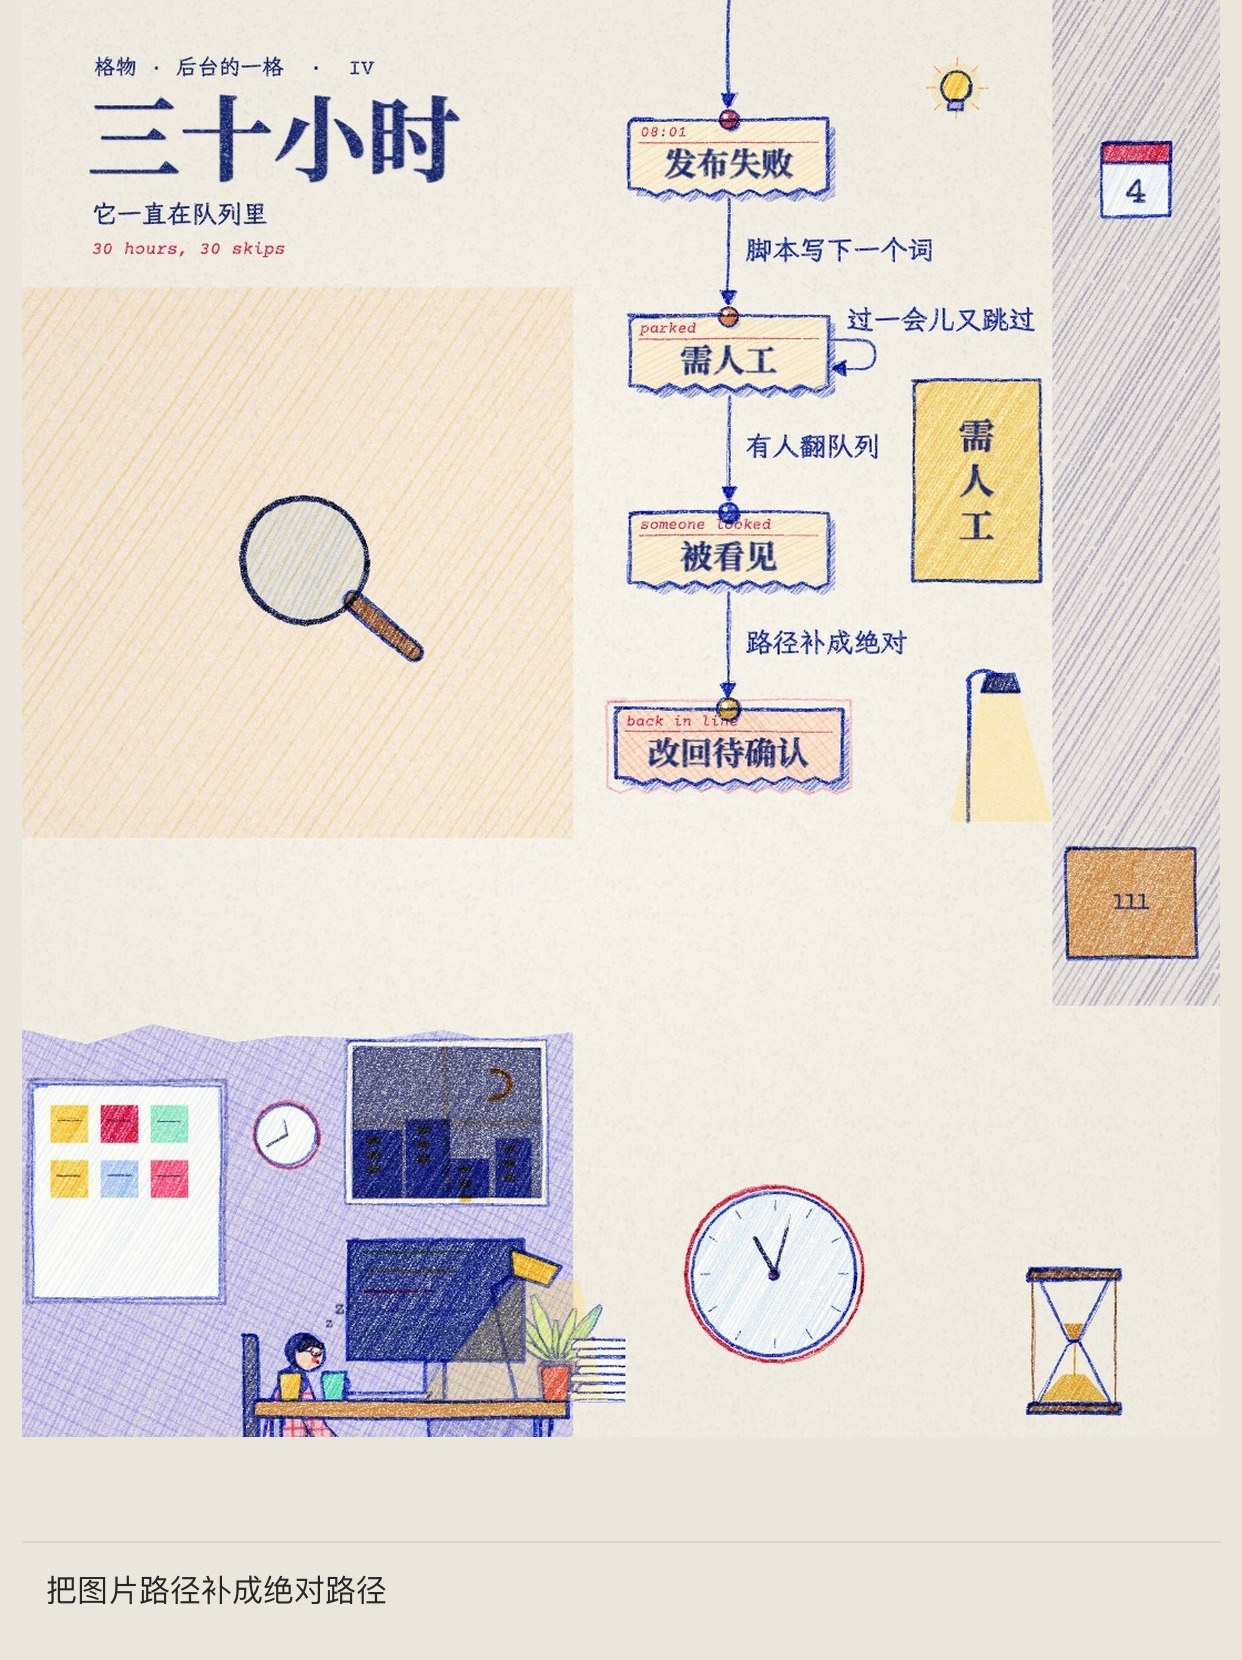 格物 · 后台的一格 · IV
三十小时
它一直在队列里
30 hours, 30 skips
08:01
发布失败
脚本写下一个词
parked
需人工
过一会儿又跳过
有人翻队列
someone looked
被看见
路径补成绝对
back in line
改回待确认
需人工
4
111
z
z
把图片路径补成绝对路径